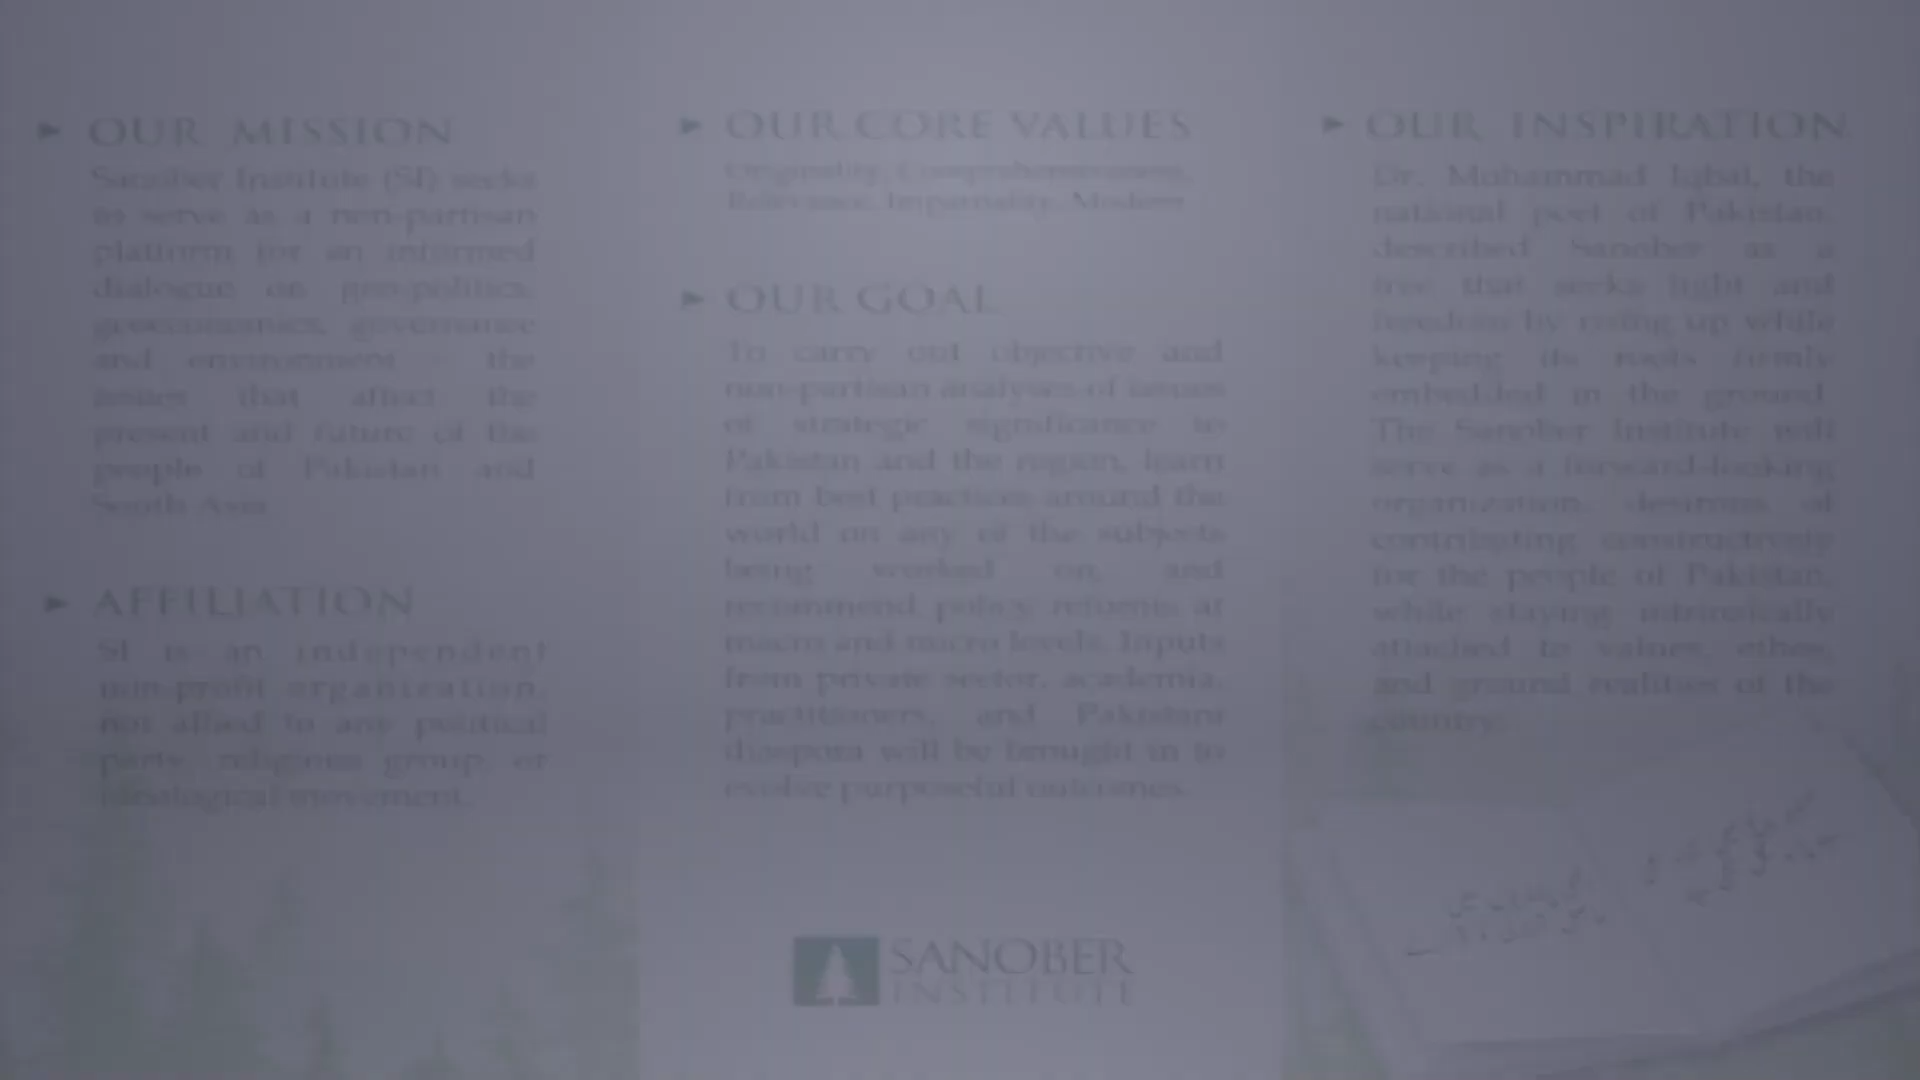 OUR MISSION
Sanober Institute (SI) seeks
to serve as a non-partisan
platform for an informed
dialogue on geo-politics,
geoeconomics, governance
and environment - the
issues that affect the
present and future of the
people of Pakistan and
South Asia
AFFILIATION
SI is an independent
non-profit organization,
not allied to any political
party, religious group, or
ideological movement.
OUR CORE VALUES
Originality, Comprehensiveness,
Relevance, Impartiality, Modern
OUR GOAL
To carry out objective and
non-partisan analyses of issues
of strategic significance to
Pakistan and the region, learn
from best practices around the
world on any of the subjects
being worked on, and
recommend policy reforms at
macro and micro levels. Inputs
from private sector, academia,
practitioners, and Pakistani
diaspora will be brought in to
evolve purposeful outcomes.
SANOBER
INSTITUTE
OUR INSPIRATION
Dr. Mohammad Iqbal, the
national poet of Pakistan,
described Sanober as a
tree that seeks light and
freedom by rising up while
keeping its roots firmly
embedded in the ground.
The Sanober Institute will
serve as a forward-looking
organization, desirous of
contributing constructively
for the people of Pakistan,
while staying intrinsically
attached to values, ethos,
and ground realities of the
country.